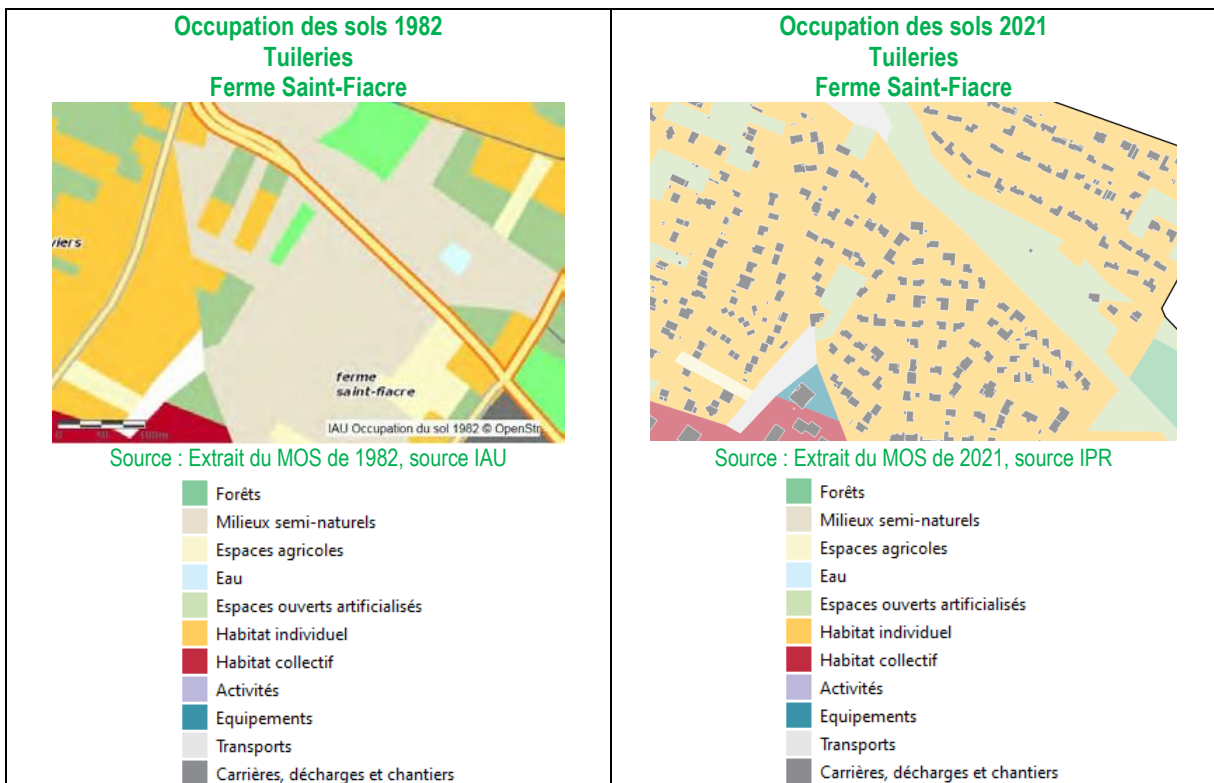 Occupation des sols 1982
Tuileries
Ferme Saint-Fiacre
viers
ferme
saint-fiacre
100m
IAU Occupation du sol 1982 © OpenStr
Source : Extrait du MOS de 1982, source IAU
Forêts
Milieux semi-naturels
Espaces agricoles
Eau
Espaces ouverts artificialisés
Habitat individuel
Habitat collectif
Activités
Equipements
Transports
Carrières, décharges et chantiers
Occupation des sols 2021
Tuileries
Ferme Saint-Fiacre
Source : Extrait du MOS de 2021, source IPR
Forêts
Milieux semi-naturels
Espaces agricoles
Eau
Espaces ouverts artificialisés
Habitat individuel
Habitat collectif
Activités
Equipements
Transports
Carrières, décharges et chantiers